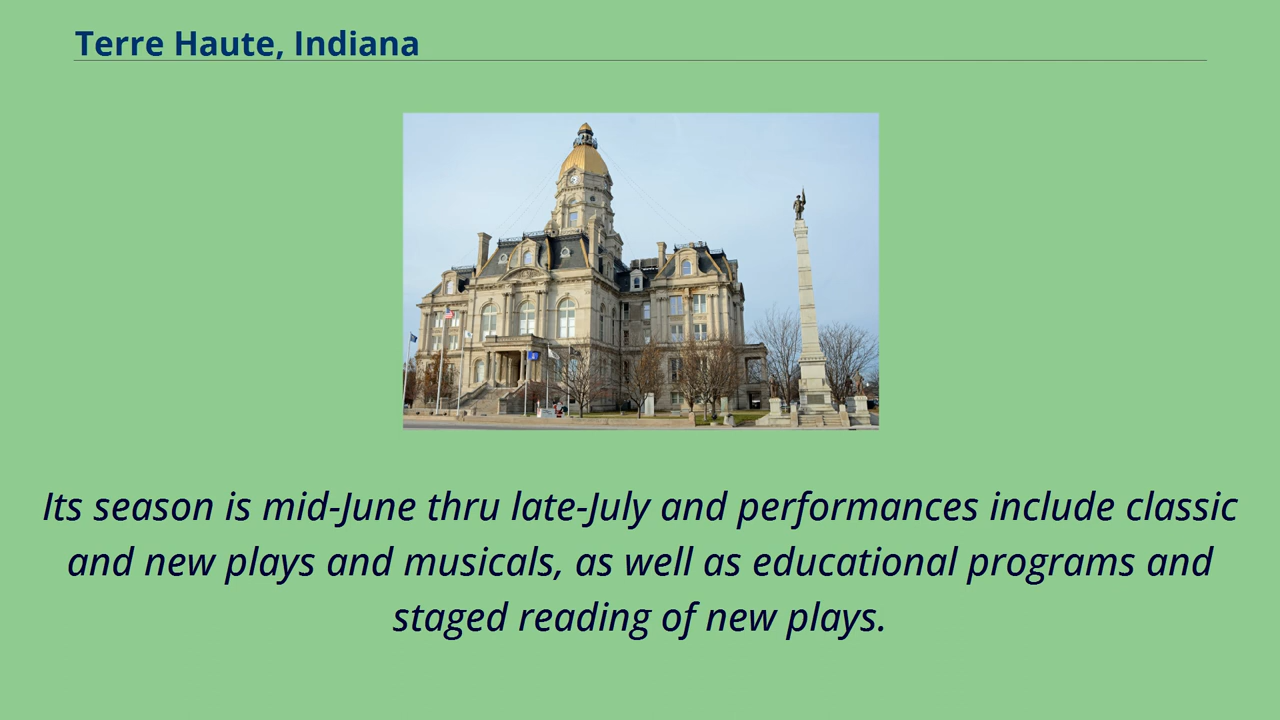 Terre Haute, Indiana
Its season is mid-June thru late-July and performances include classic
and new plays and musicals, as well as educational programs and
staged reading of new plays.